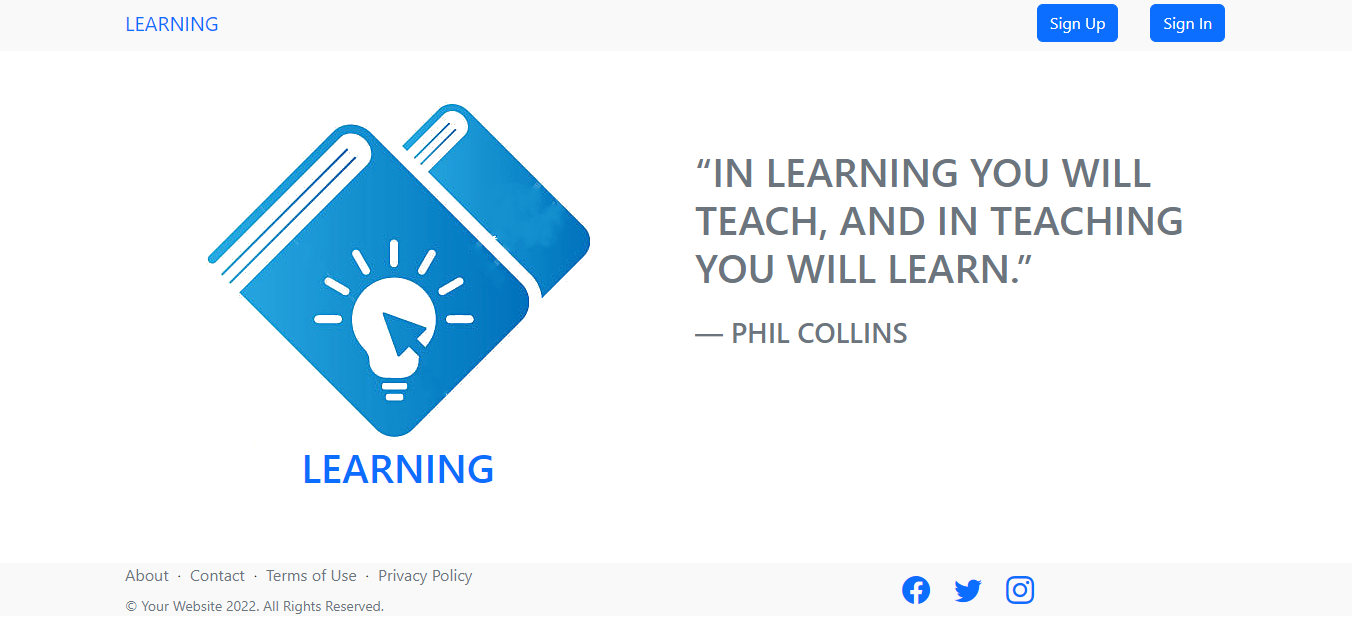 LEARNING
Sign Up
Sign In
“IN LEARNING YOU WILL
TEACH, AND IN TEACHING
YOU WILL LEARN.”
— PHIL COLLINS
LEARNING
About · Contact · Terms of Use · Privacy Policy
© Your Website 2022. All Rights Reserved.